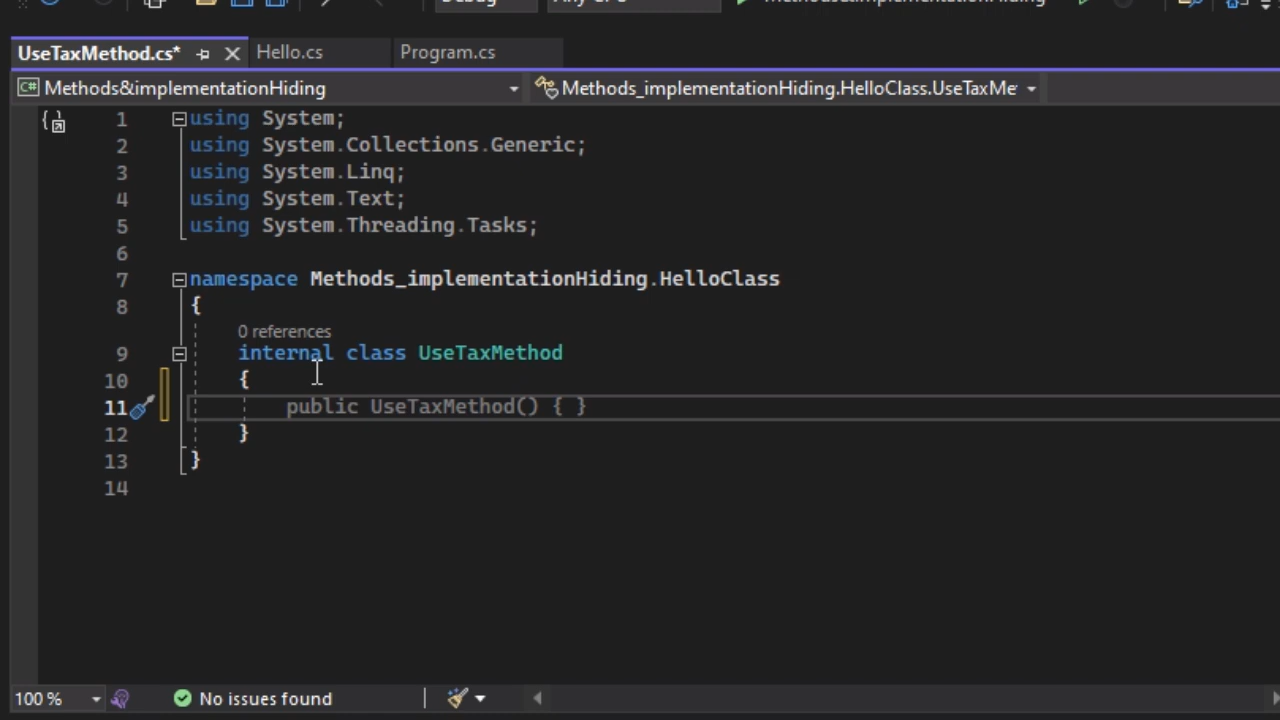 UseTaxMethod.cs*
Hello.cs
Program.cs
C# Methods&implementationHiding
Methods_implementationHiding.HelloClass.UseTaxMe
1 using System;
2 using System.Collections.Generic;
3 using System.Linq;
4 using System.Text;
5 using System.Threading.Tasks;
6
7 namespace Methods_implementationHiding.HelloClass
8 {
0 references
9 internal class UseTaxMethod
10 {
11 public UseTaxMethod() { }
12 }
13 }
14
100 %
No issues found